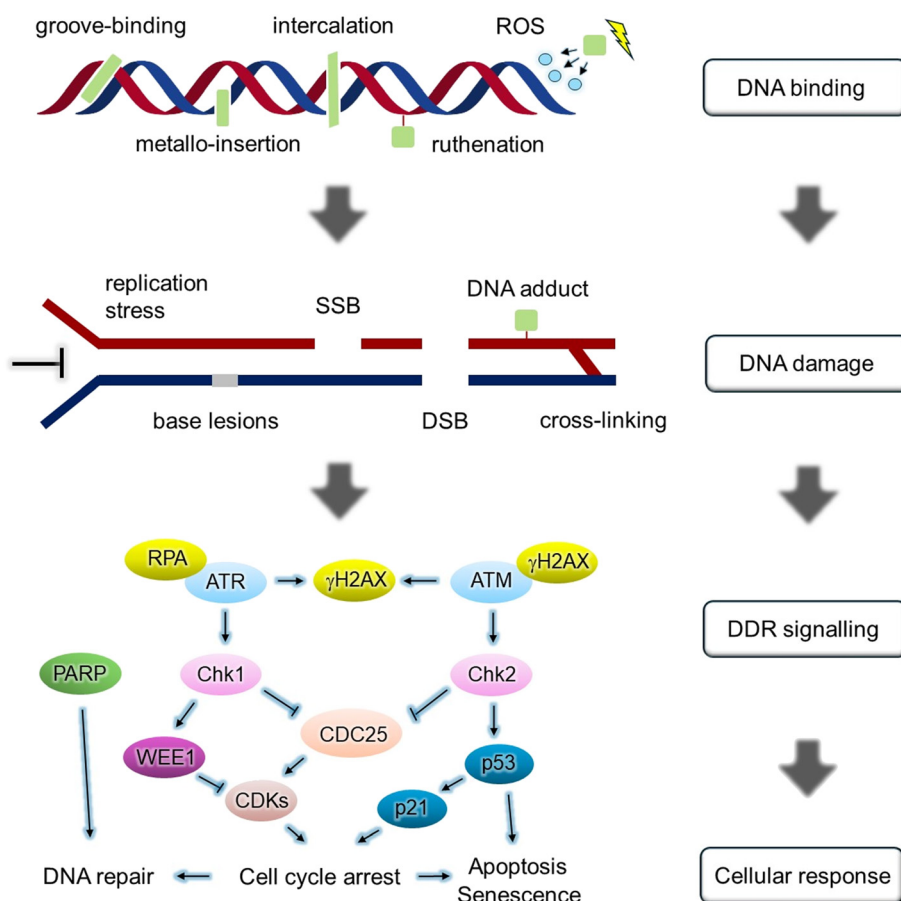 groove-binding
intercalation
ROS
metallo-insertion
ruthenation
DNA binding
replication
stress
SSB
DNA adduct
base lesions
DSB
cross-linking
DNA damage
RPA
ATR
γH2AX
ATM
γH2AX
PARP
Chk1
Chk2
CDC25
WEE1
p53
CDKs
p21
DDR signalling
DNA repair
Cell cycle arrest
Apoptosis
Senescence
Cellular response